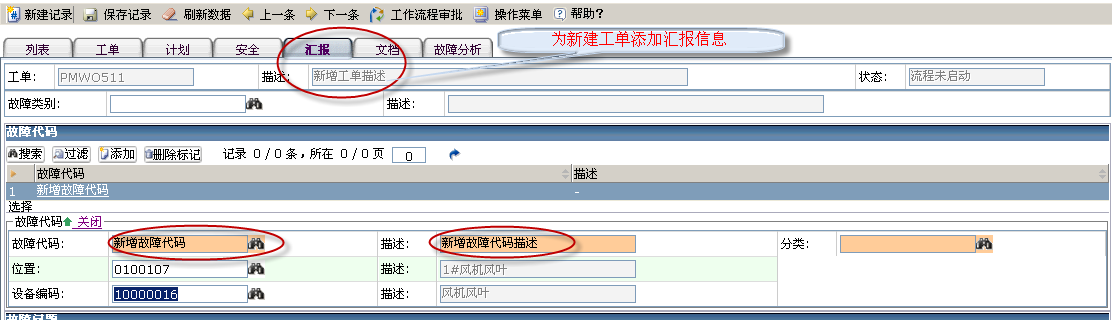 新建记录 保存记录 刷新数据 上一条 下一条 工作流程审批 操作菜单 帮助?
列表 工单 计划 安全 汇报 文档 故障分析 为新建工单添加汇报信息
工单: PMWO511 描述: 新增工单描述 状态: 流程未启动
故障类别: 描述:
故障代码
搜索 过滤 添加 删除标记 记录 0 / 0 条,所在 0 / 0 页 0
故障代码 描述
1 新增故障代码 -
选择
故障代码 关闭
故障代码: 新增故障代码 描述: 新增故障代码描述 分类:
位置: 0100107 描述: 1#风机风叶
设备编码: 10000016 描述: 风机风叶